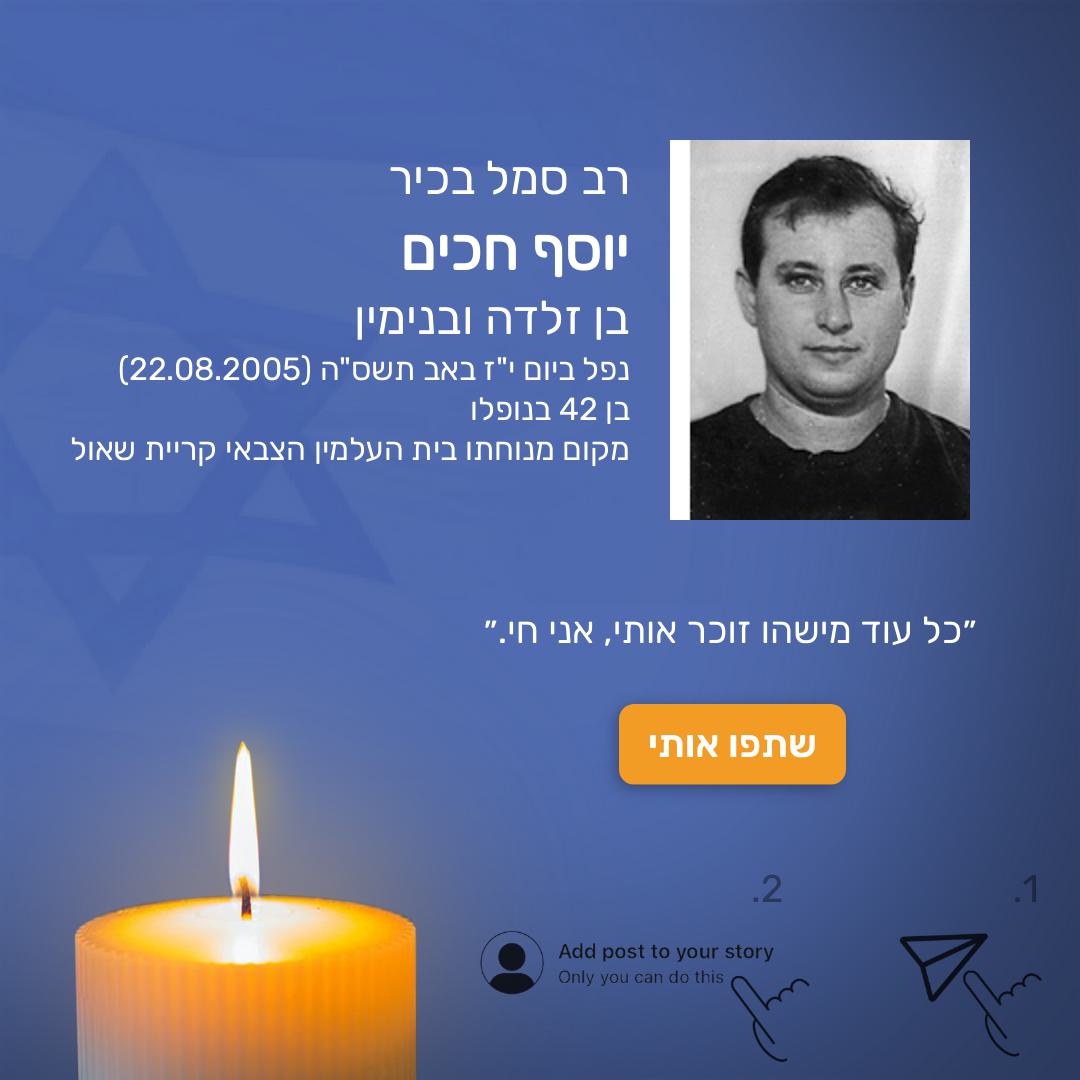 רב סמל בכיר
יוסף חכים
בן זלדה ובנימין
נפל ביום י"ז באב תשס"ה (22.08.2005)
בן 42 בנופלו
מקום מנוחתו בית העלמין הצבאי קריית שאול
״כל עוד מישהו זוכר אותי, אני חי.״
שתפו אותי
1.
2.
Add post to your story
Only you can do this